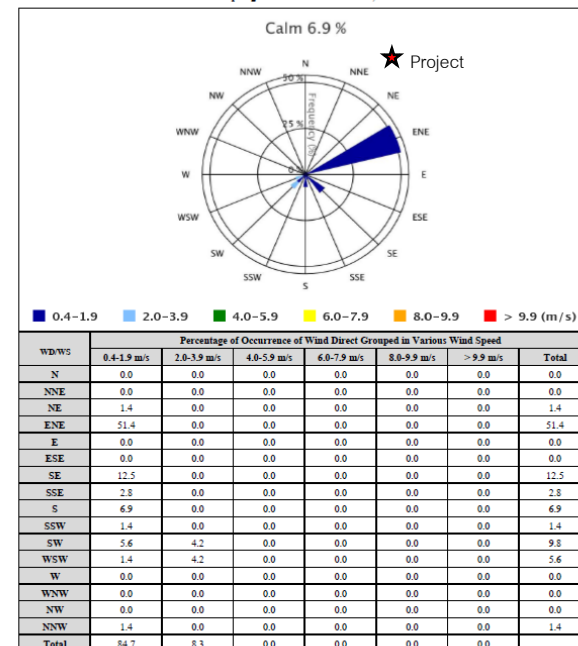 Calm 6.9 %
Project
N
NNE
NE
ENE
E
ESE
SE
SSE
S
SSW
SW
WSW
W
WNW
NW
NNW
50 %
25 %
0 %
Frequency (%)
0.4-1.9 2.0-3.9 4.0-5.9 6.0-7.9 8.0-9.9 > 9.9 (m/s)
WD/WS Percentage of Occurrence of Wind Direct Grouped in Various Wind Speed
0.4-1.9 m/s 2.0-3.9 m/s 4.0-5.9 m/s 6.0-7.9 m/s 8.0-9.9 m/s > 9.9 m/s Total
N 0.0 0.0 0.0 0.0 0.0 0.0 0.0
NNE 0.0 0.0 0.0 0.0 0.0 0.0 0.0
NE 1.4 0.0 0.0 0.0 0.0 0.0 1.4
ENE 51.4 0.0 0.0 0.0 0.0 0.0 51.4
E 0.0 0.0 0.0 0.0 0.0 0.0 0.0
ESE 0.0 0.0 0.0 0.0 0.0 0.0 0.0
SE 12.5 0.0 0.0 0.0 0.0 0.0 12.5
SSE 2.8 0.0 0.0 0.0 0.0 0.0 2.8
S 6.9 0.0 0.0 0.0 0.0 0.0 6.9
SSW 1.4 0.0 0.0 0.0 0.0 0.0 1.4
SW 5.6 4.2 0.0 0.0 0.0 0.0 9.8
WSW 1.4 4.2 0.0 0.0 0.0 0.0 5.6
W 0.0 0.0 0.0 0.0 0.0 0.0 0.0
WNW 0.0 0.0 0.0 0.0 0.0 0.0 0.0
NW 0.0 0.0 0.0 0.0 0.0 0.0 0.0
NNW 1.4 0.0 0.0 0.0 0.0 0.0 1.4
Total 84.7 8.3 0.0 0.0 0.0 0.0